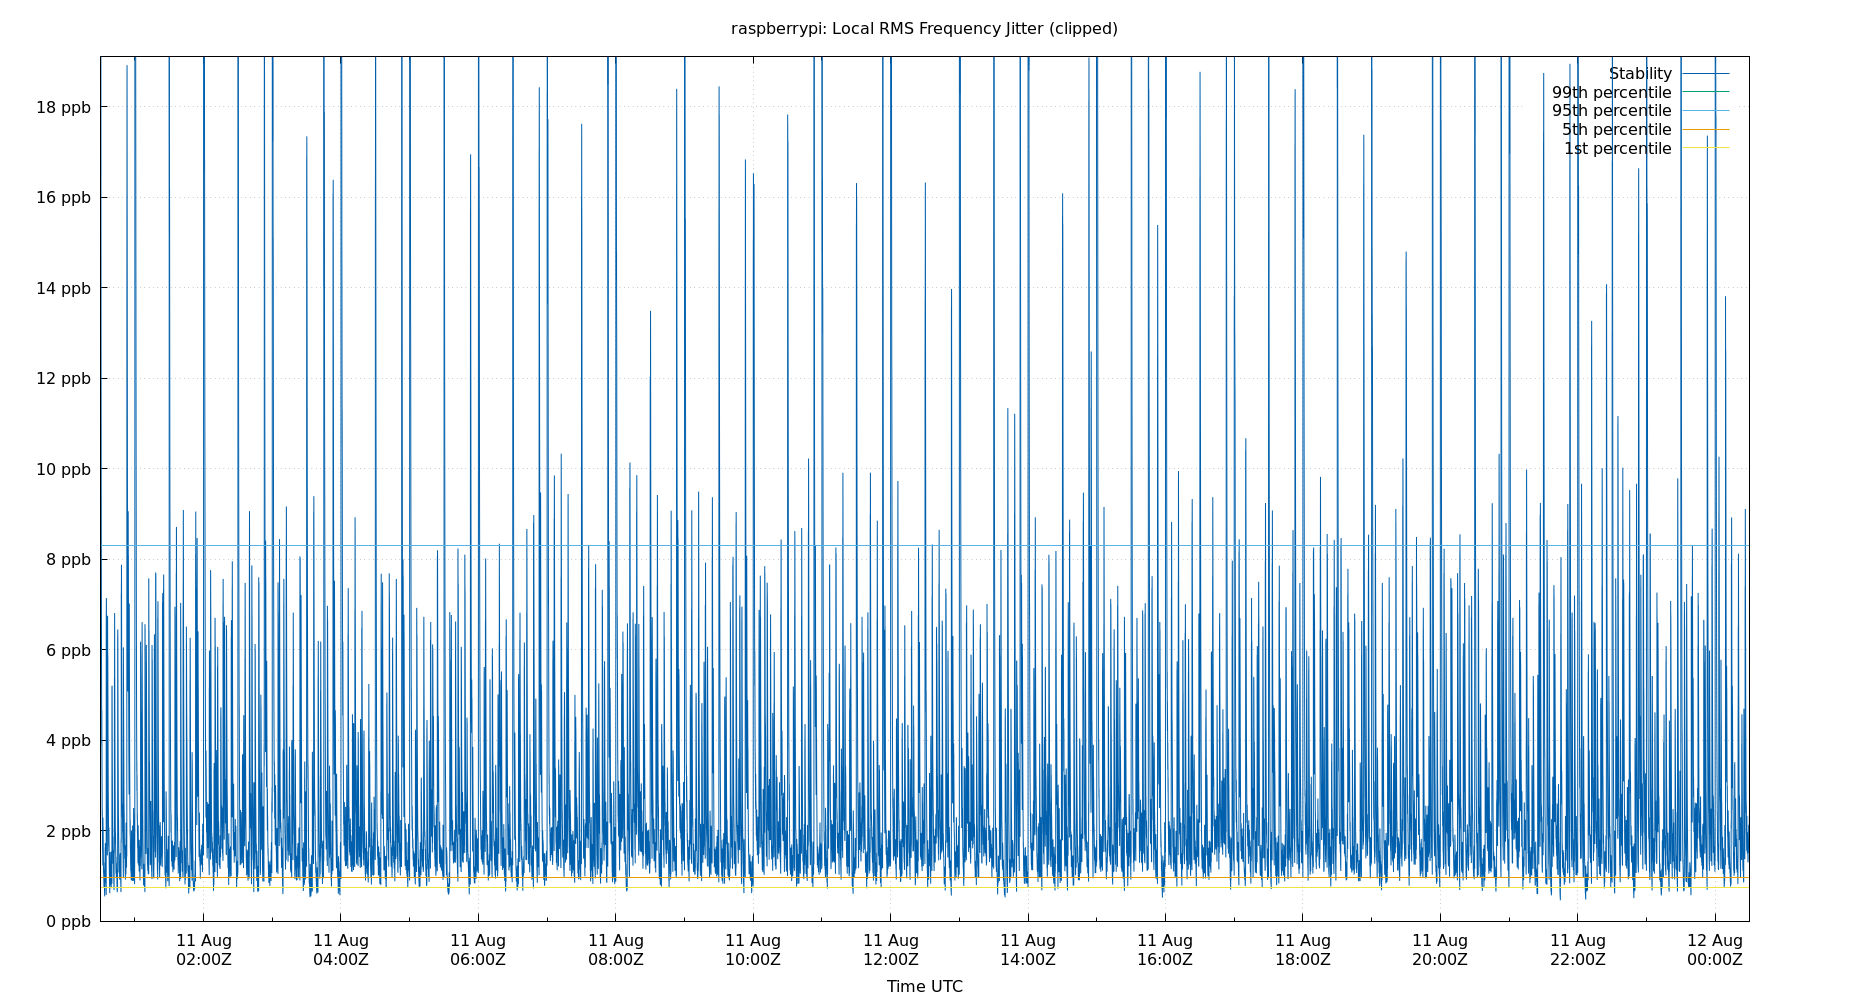 raspberrypi: Local RMS Frequency Jitter (clipped)
Stability
99th percentile
95th percentile
5th percentile
1st percentile
18 ppb
16 ppb
14 ppb
12 ppb
10 ppb
8 ppb
6 ppb
4 ppb
2 ppb
0 ppb
11 Aug 11 Aug 11 Aug 11 Aug 11 Aug 11 Aug 11 Aug 11 Aug 11 Aug 11 Aug 11 Aug 12 Aug
02:00Z 04:00Z 06:00Z 08:00Z 10:00Z 12:00Z 14:00Z 16:00Z 18:00Z 20:00Z 22:00Z 00:00Z
Time UTC